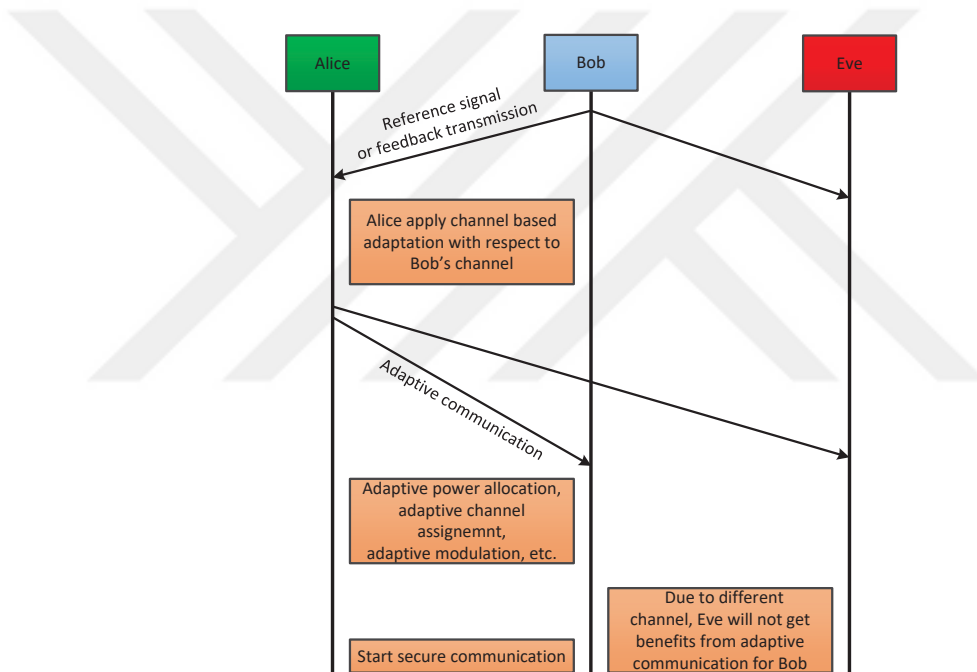 Alice
Bob
Eve
Reference signal
or feedback transmission
Alice apply channel based
adaptation with respect to
Bob's channel
Adaptive communication
Adaptive power allocation,
adaptive channel
assignemnt,
adaptive modulation, etc.
Due to different
channel, Eve will not get
benefits from adaptive
communication for Bob
Start secure communication